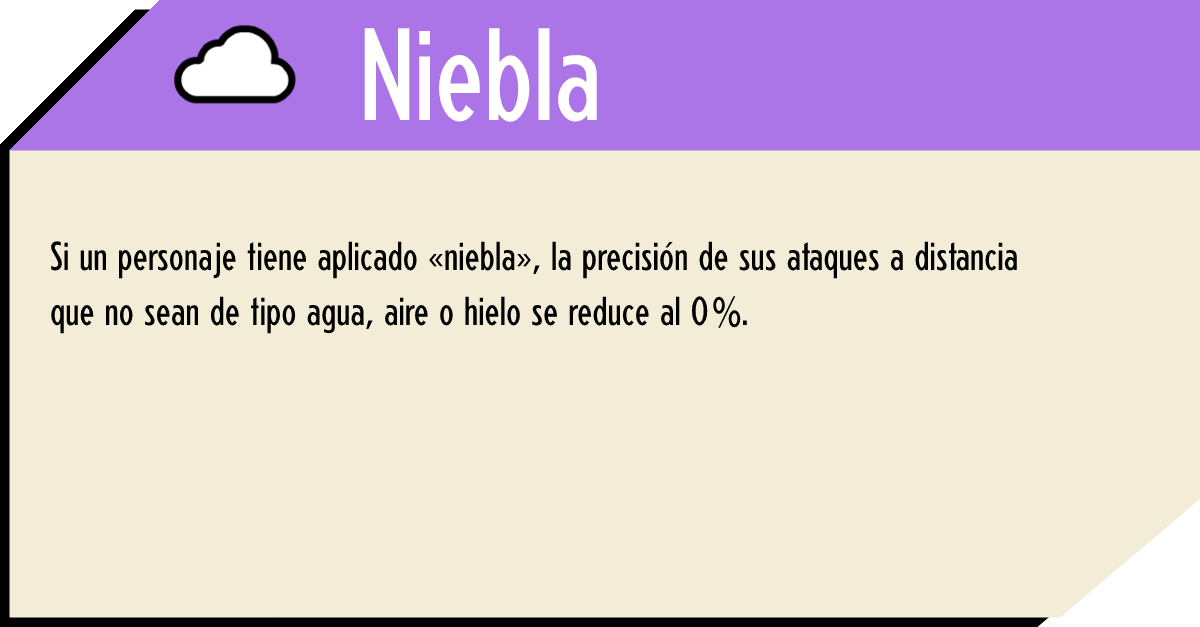 Niebla
Si un personaje tiene aplicado «niebla», la precisión de sus ataques a distancia
que no sean de tipo agua, aire o hielo se reduce al 0 %.